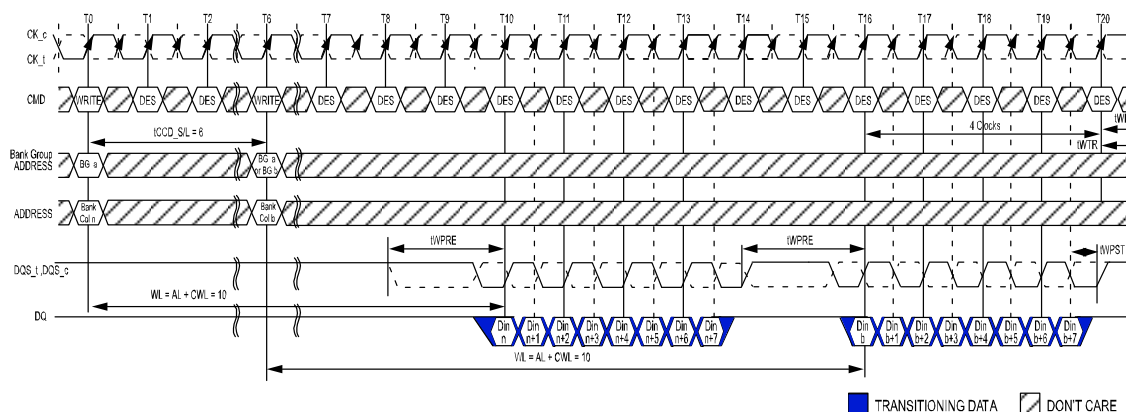 T0 T1 T2 T6 T7 T8 T9 T10 T11 T12 T13 T14 T15 T16 T17 T18 T19 T20
CK_c
CK_t
CMD WRITE DES DES WRITE DES DES DES DES DES DES DES DES DES DES DES DES DES DES
tCCD_S/L = 6
4 Clocks
tWR
tWTR
Bank Group
ADDRESS
BG a
BG a
or BG b
ADDRESS
Bank
Col n
Bank
Col b
tWPRE
tWPRE
tWPST
DQS_t ,DQS_c
WL = AL + CWL = 10
DQ
Din
n
Din
n+1
Din
n+2
Din
n+3
Din
n+4
Din
n+5
Din
n+6
Din
n+7
Din
b
Din
b+1
Din
b+2
Din
b+3
Din
b+4
Din
b+5
Din
b+6
Din
b+7
WL = AL + CWL = 10
TRANSITIONING DATA
DON'T CARE